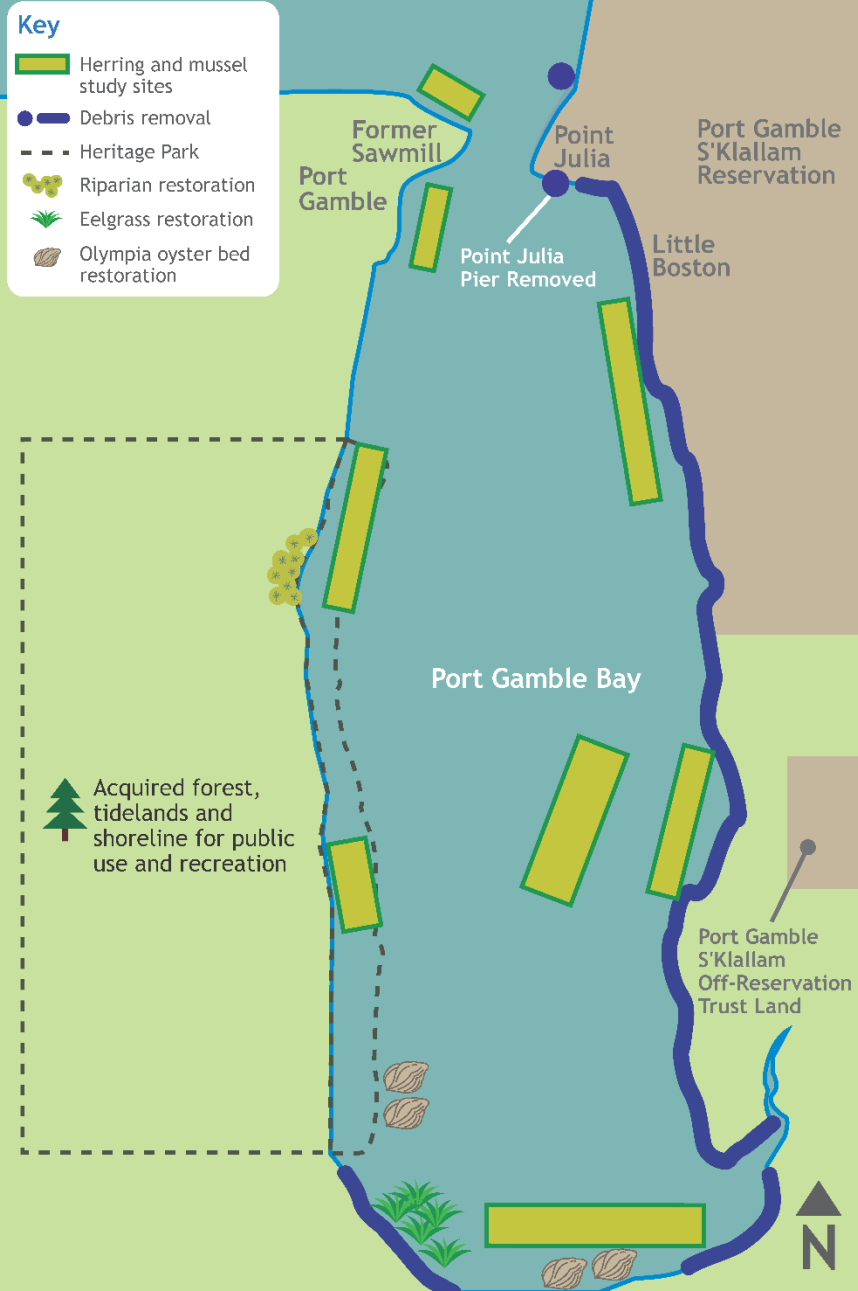 Key
Herring and mussel
study sites
Debris removal
Heritage Park
Riparian restoration
Eelgrass restoration
Olympia oyster bed
restoration
Former
Sawmill
Port
Gamble
Point
Julia
Port Gamble
S'Klallam
Reservation
Point Julia
Pier Removed
Little
Boston
Port Gamble Bay
Acquired forest,
tidelands and
shoreline for public
use and recreation
Port Gamble
S'Klallam
Off-Reservation
Trust Land
N